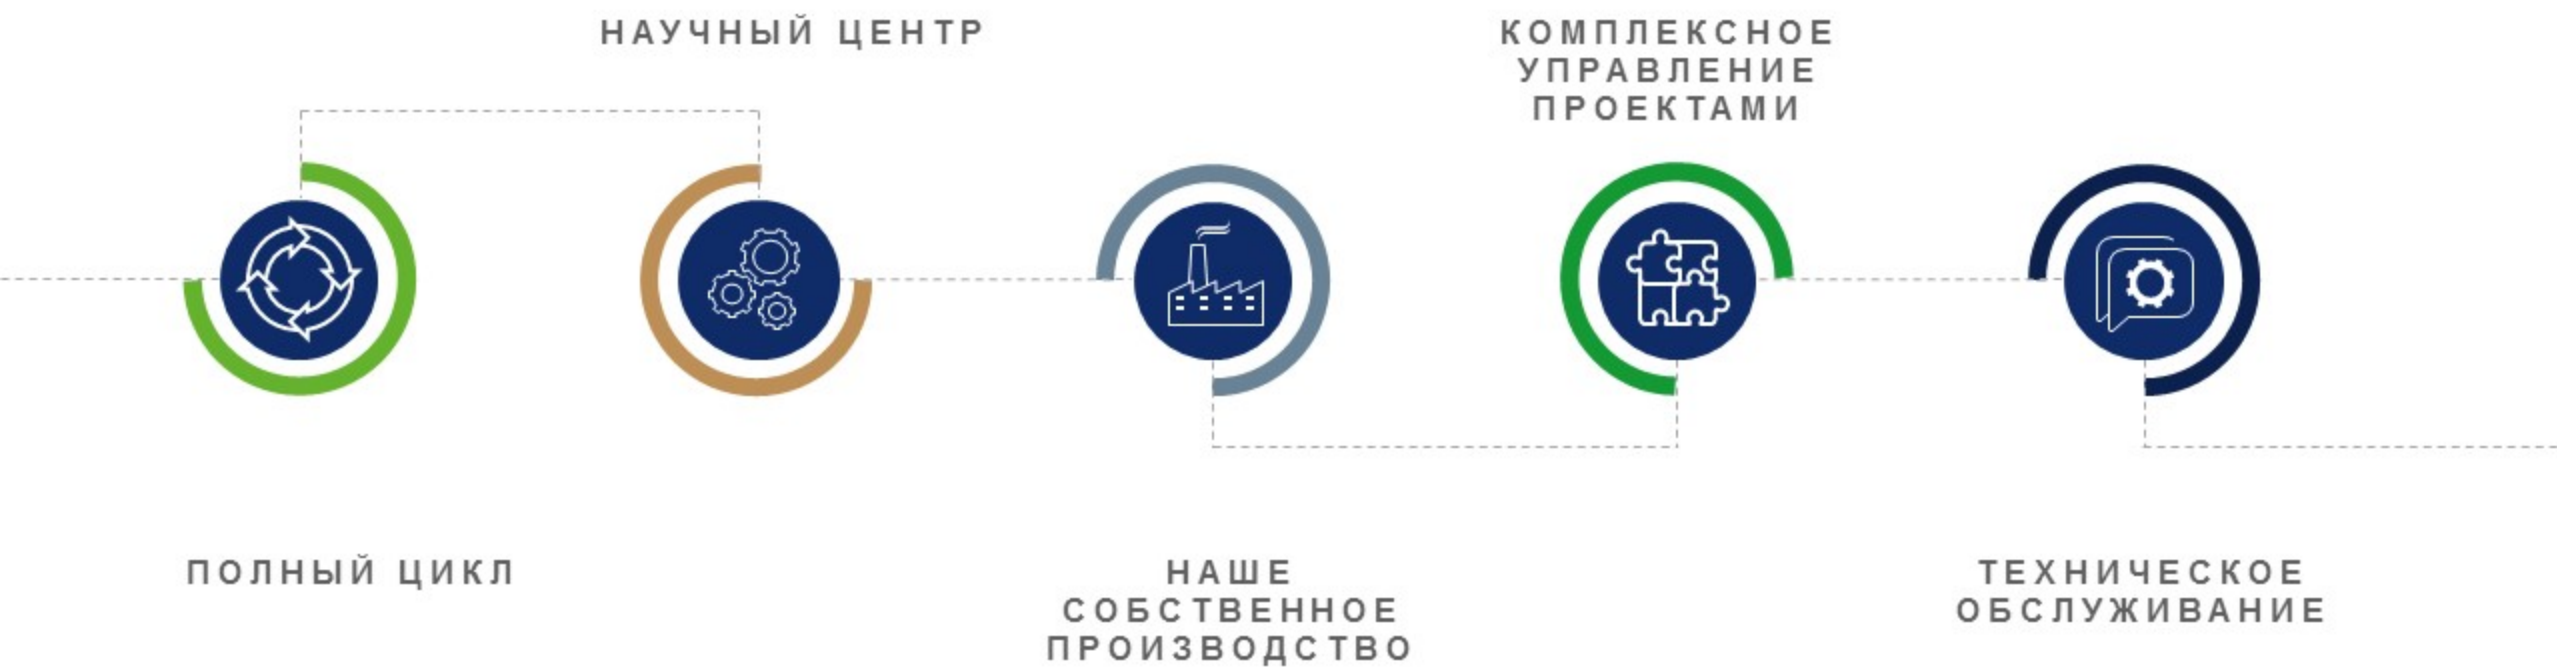 НАУЧНЫЙ ЦЕНТР
КОМПЛЕКСНОЕ
УПРАВЛЕНИЕ
ПРОЕКТАМИ
ПОЛНЫЙ ЦИКЛ
НАШЕ
СОБСТВЕННОЕ
ПРОИЗВОДСТВО
ТЕХНИЧЕСКОЕ
ОБСЛУЖИВАНИЕ